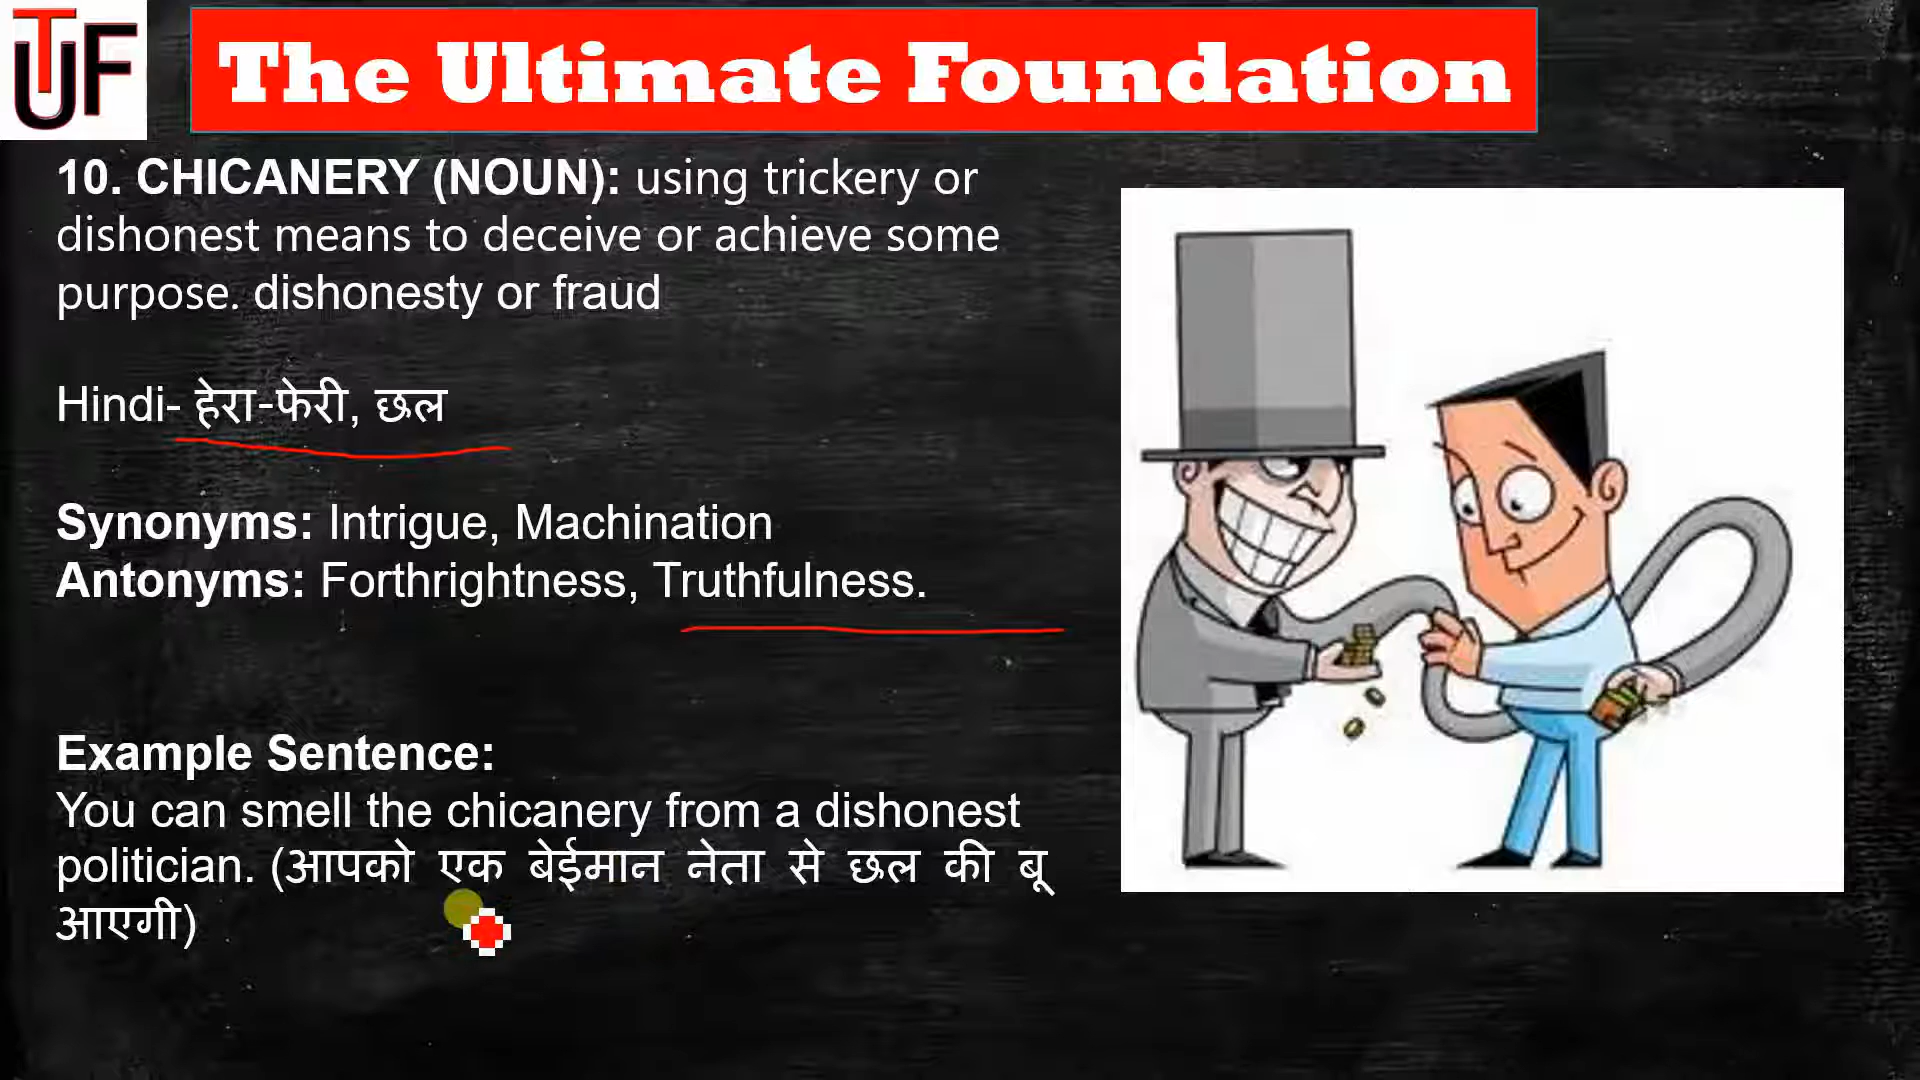 TUF
The Ultimate Foundation
10. CHICANERY (NOUN): using trickery or
dishonest means to deceive or achieve some
purpose. dishonesty or fraud
Hindi- हेरा-फेरी, छल
Synonyms: Intrigue, Machination
Antonyms: Forthrightness, Truthfulness.
Example Sentence:
You can smell the chicanery from a dishonest
politician. (आपको एक बेईमान नेता से छल की बू
आएगी)